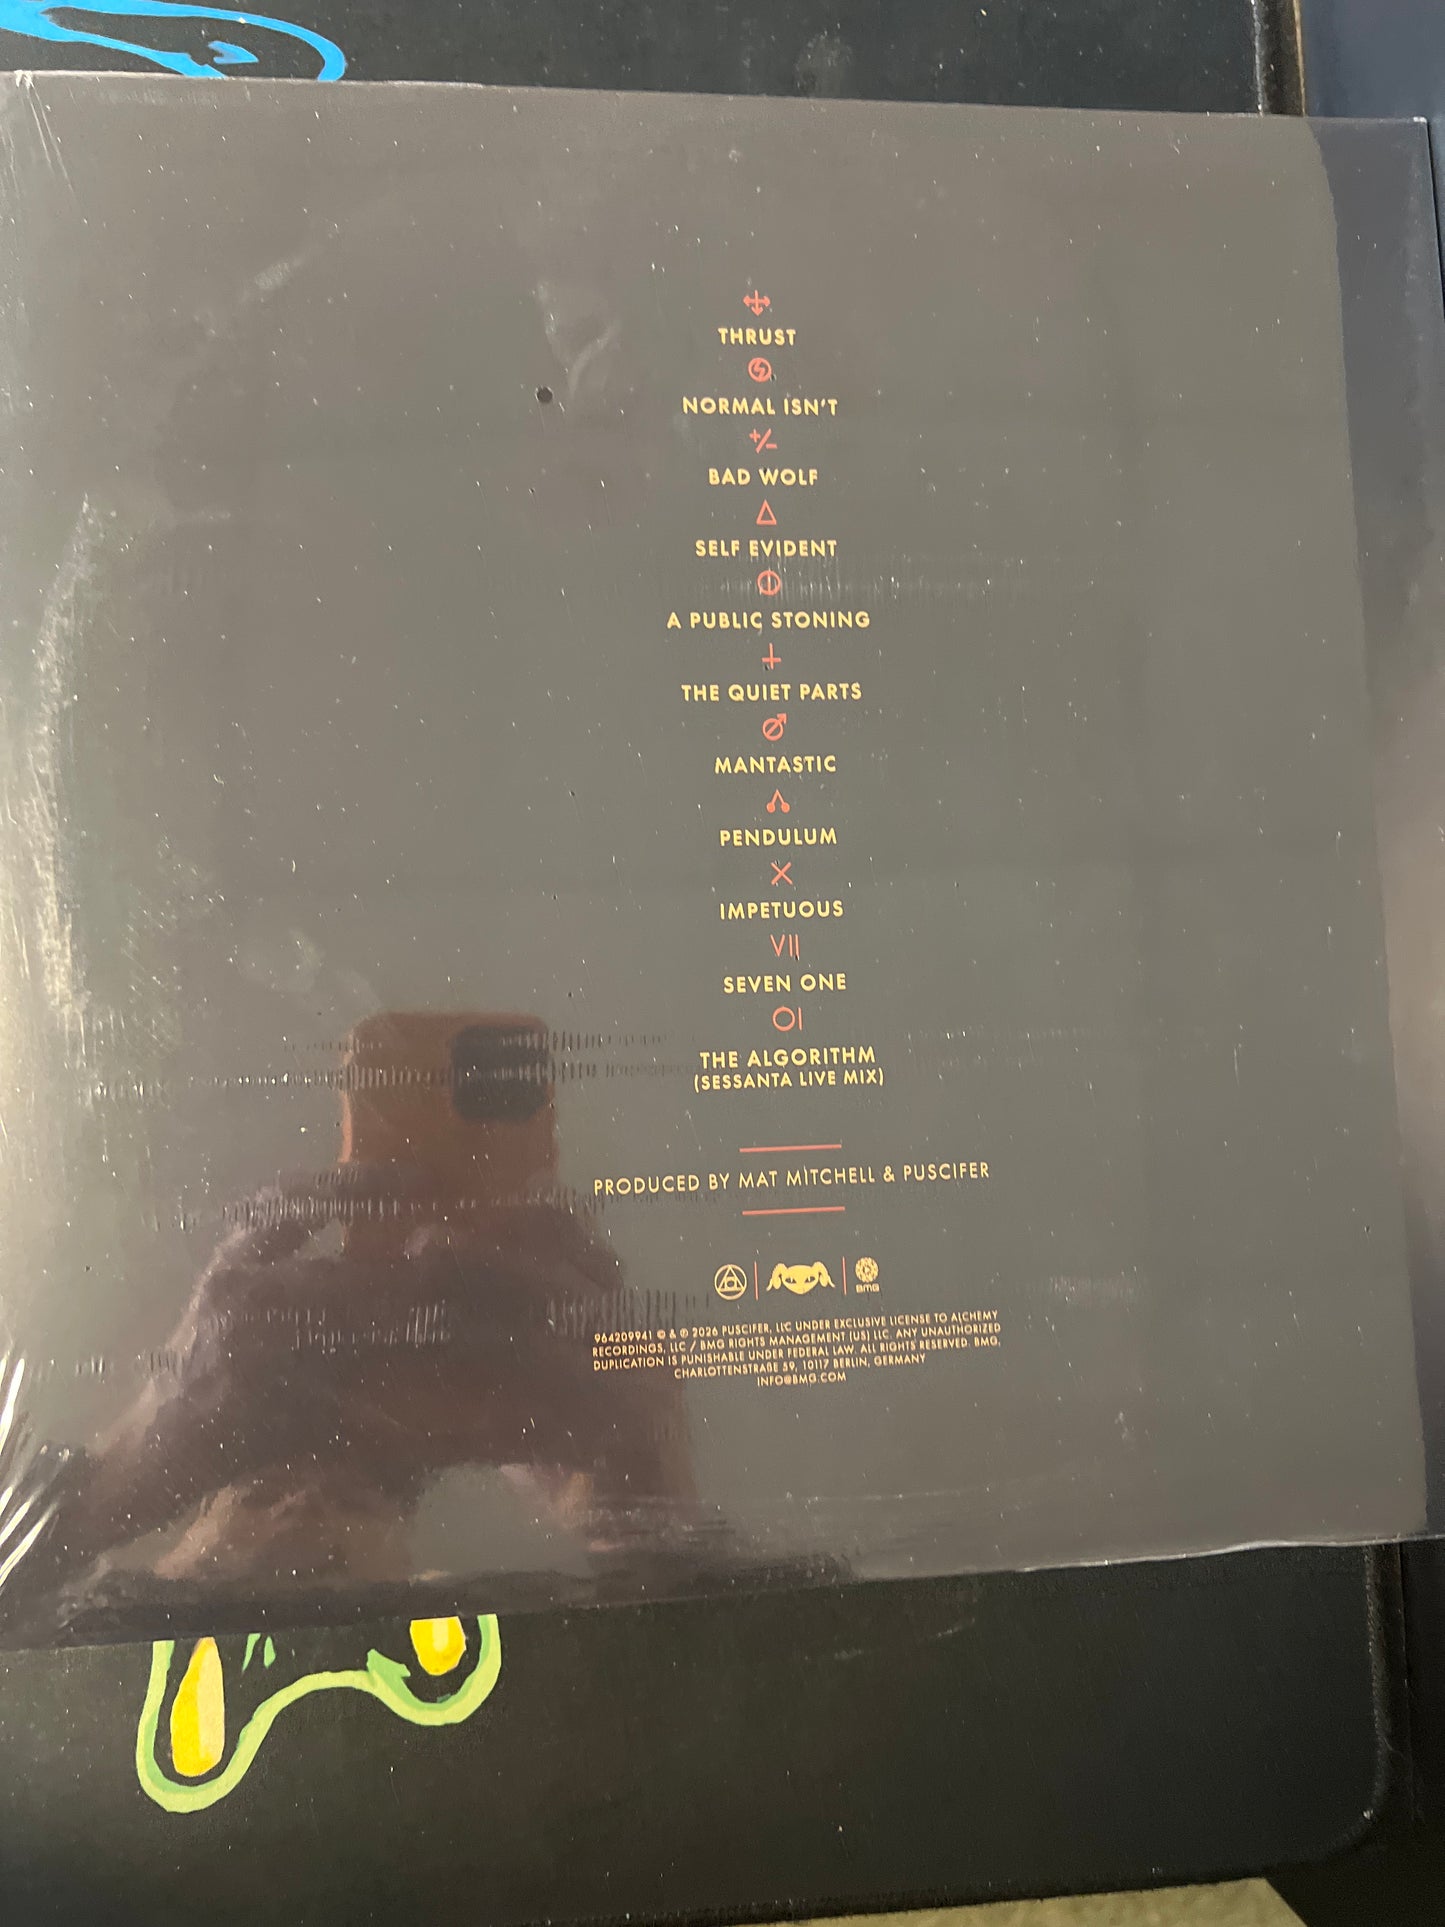 THRUST
NORMAL ISN'T
+/-
BAD WOLF
SELF EVIDENT
A PUBLIC STONING
THE QUIET PARTS
MANTASTIC
PENDULUM
IMPETUOUS
VII
SEVEN ONE
OI
THE ALGORITHM
(SESSANTA LIVE MIX)
PRODUCED BY MAT MITCHELL & PUSCIFER
BMG
964209941 © & ℗ 2026 PUSCIFER, LLC UNDER EXCLUSIVE LICENSE TO ALCHEMY
RECORDINGS, LLC / BMG RIGHTS MANAGEMENT (US) LLC. ANY UNAUTHORIZED
DUPLICATION IS PUNISHABLE UNDER FEDERAL LAW. ALL RIGHTS RESERVED. BMG,
CHARLOTTENSTRAßE 59, 10117 BERLIN, GERMANY
INFO@BMG.COM